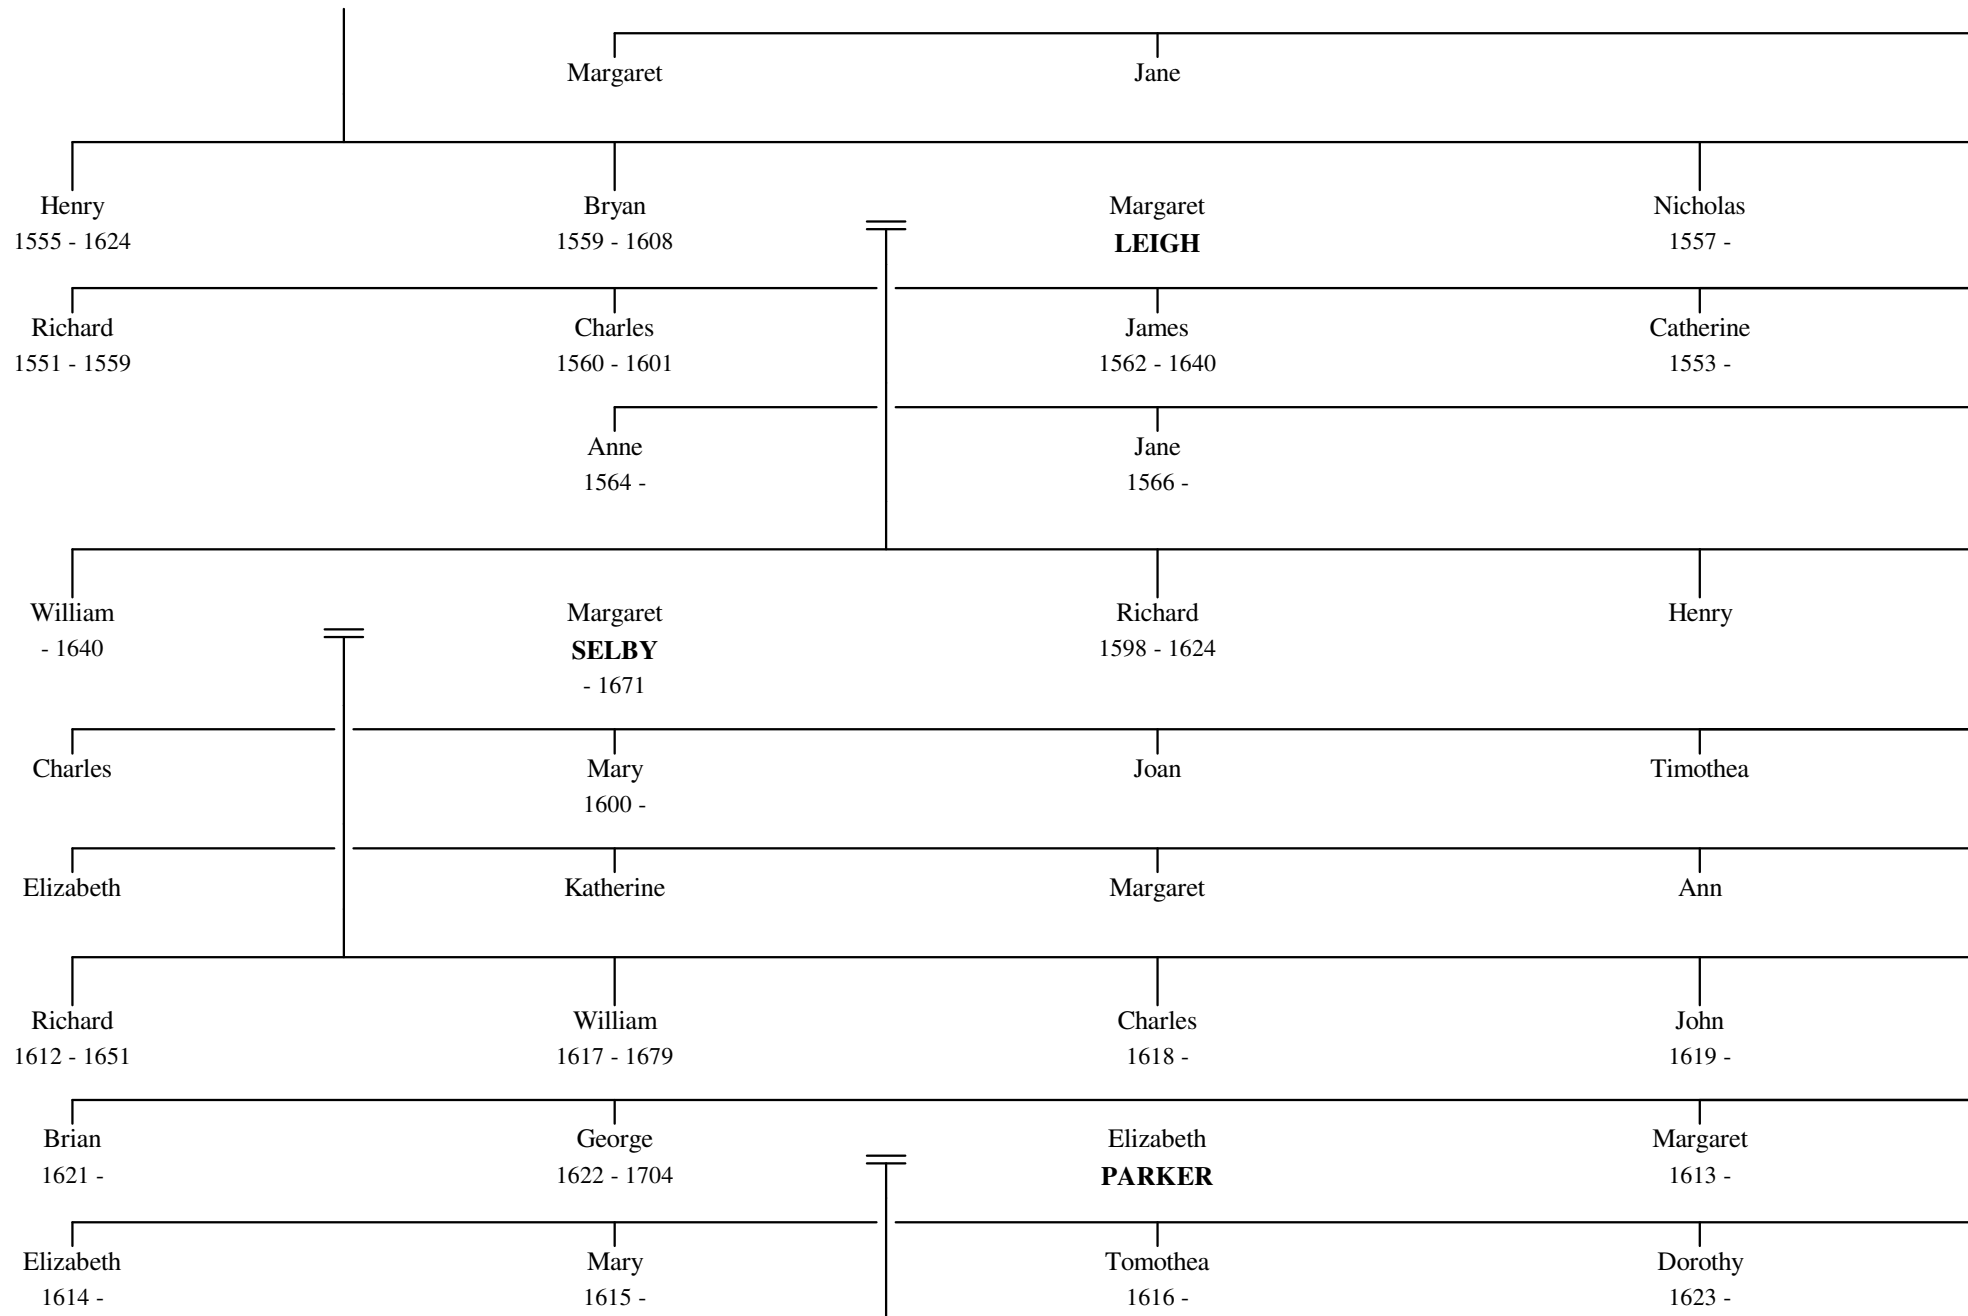 Margaret
Jane
Henry
1555 - 1624
Bryan
1559 - 1608
Margaret
LEIGH
Nicholas
1557 -
Richard
1551 - 1559
Charles
1560 - 1601
James
1562 - 1640
Catherine
1553 -
Anne
1564 -
Jane
1566 -
William
- 1640
Margaret
SELBY
- 1671
Richard
1598 - 1624
Henry
Charles
Mary
1600 -
Joan
Timothea
Elizabeth
Katherine
Margaret
Ann
Richard
1612 - 1651
William
1617 - 1679
Charles
1618 -
John
1619 -
Brian
1621 -
George
1622 - 1704
Elizabeth
PARKER
Margaret
1613 -
Elizabeth
1614 -
Mary
1615 -
Tomothea
1616 -
Dorothy
1623 -